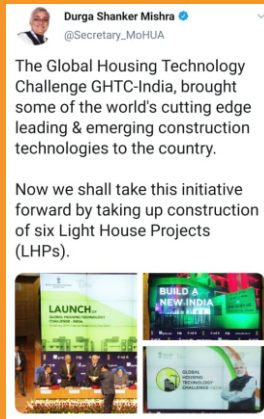 Durga Shanker Mishra
@Secretary_MoHUA
The Global Housing Technology
Challenge GHTC-India, brought
some of the world's cutting edge
leading & emerging construction
technologies to the country.
Now we shall take this initiative
forward by taking up construction
of six Light House Projects
(LHPs).
LAUNCH
GLOBAL HOUSING TECHNOLOGY
CHALLENGE - INDIA
BUILD A
NEW INDIA
GLOBAL
HOUSING
TECHNOLOGY
CHALLENGE